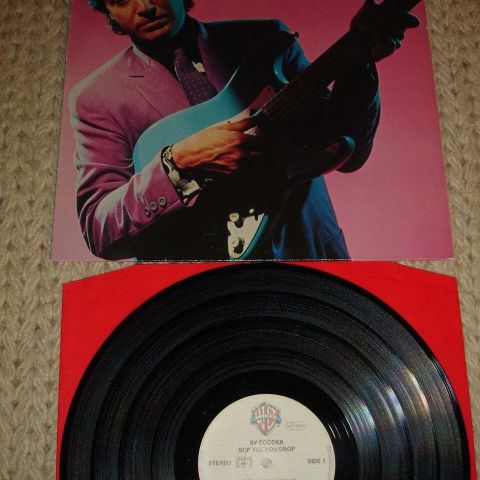 RY COODER
BOP TILL YOU DROP
STEREO
SIDE 1